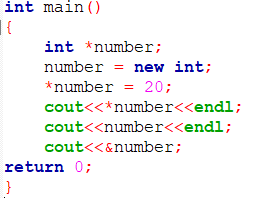 int main()
{
    int *number;
    number = new int;
    *number = 20;
    cout<<*number<<endl;
    cout<<number<<endl;
    cout<<&number;
return 0;
}